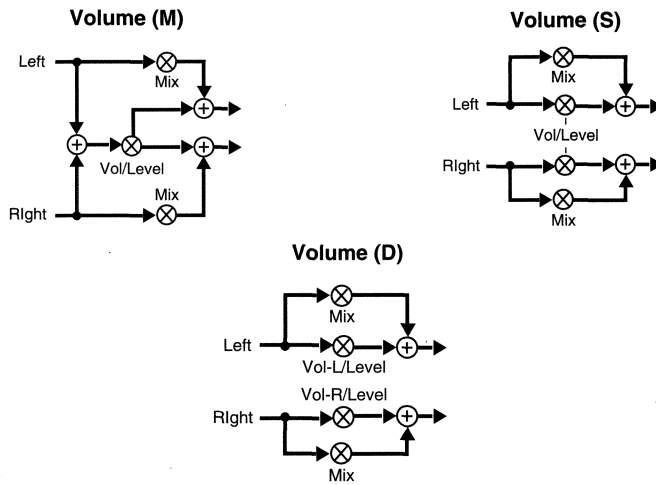 Volume (M)
Left
Mix
Vol/Level
Mix
RIght
Volume (S)
Mix
Left
Vol/Level
RIght
Mix
Volume (D)
Mix
Left
Vol-L/Level
Vol-R/Level
RIght
Mix